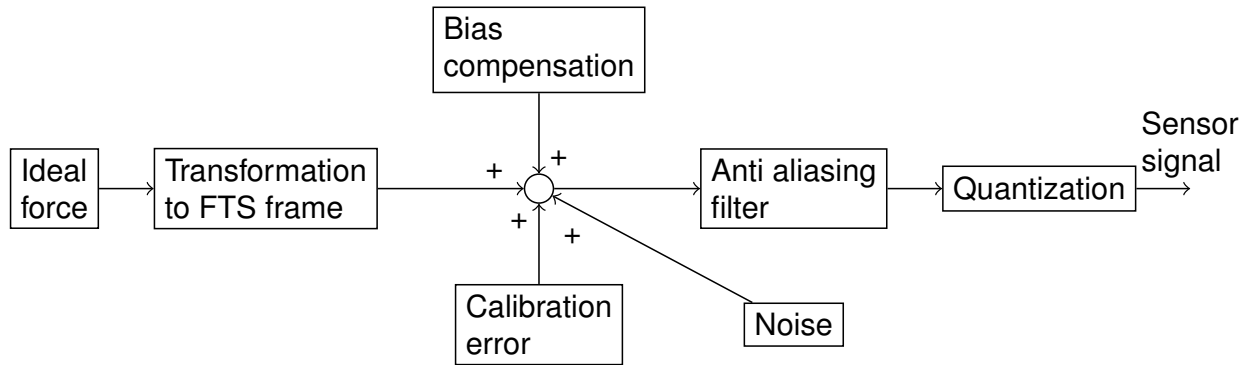 Bias
compensation
Sensor
signal
Ideal
force
Transformation
to FTS frame
+
+
+
+
Anti aliasing
filter
Quantization
Calibration
error
Noise